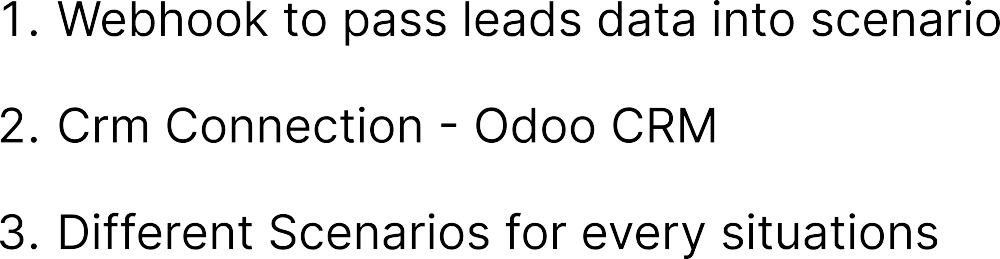 1. Webhook to pass leads data into scenario
2. Crm Connection - Odoo CRM
3. Different Scenarios for every situations